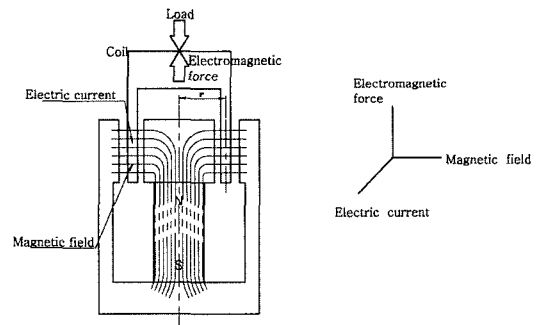 Load
Coil
Electromagnetic
force
r
Electric current
N
Magnetic field
S
Electromagnetic
force
Magnetic field
Electric current